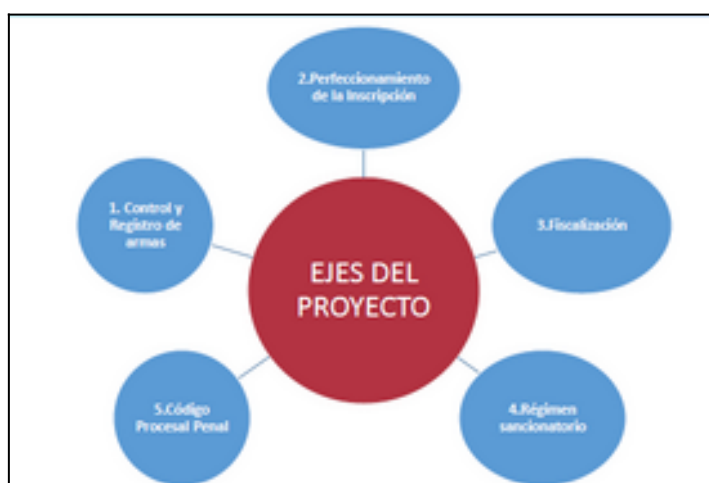 2.Perfeccionamiento
de la Inscripción
1. Control y
Registro de
armas
3.Fiscalización
EJES DEL
PROYECTO
5.Código
Procesal Penal
4.Régimen
sancionatorio